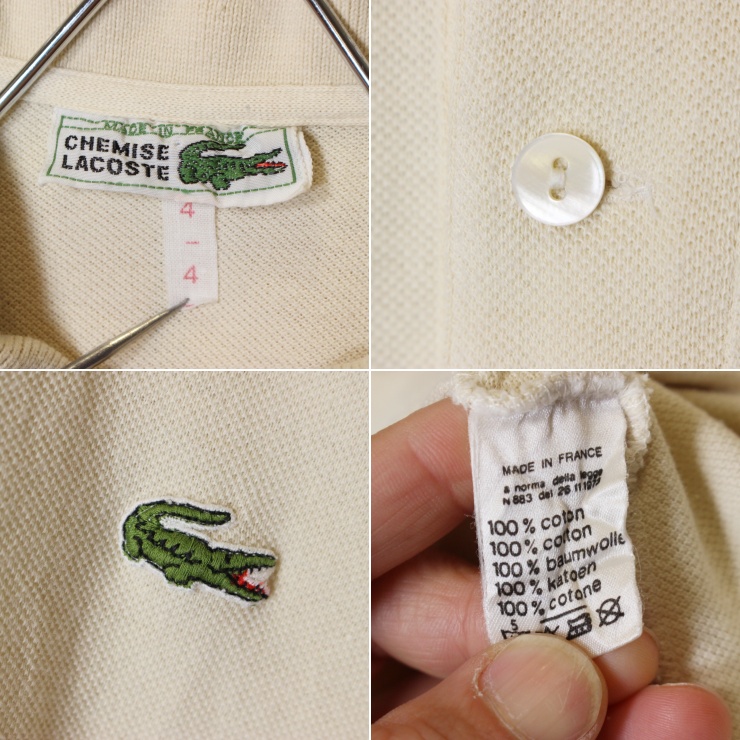 MADE IN FRANCE
CHEMISE
LACOSTE
4
—
4
MADE IN FRANCE
a norma della legge
N 883 del 26 11 1973
100% coton
100% cotton
100% baumwolle
100% katoen
100% cotone
5